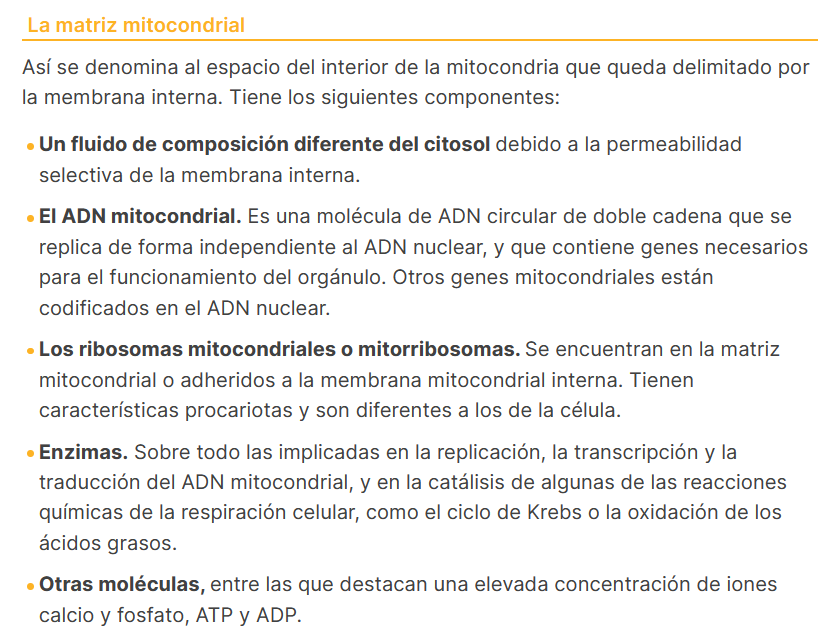 La matriz mitocondrial
Así se denomina al espacio del interior de la mitocondria que queda delimitado por
la membrana interna. Tiene los siguientes componentes:
• Un fluido de composición diferente del citosol debido a la permeabilidad
selectiva de la membrana interna.
• El ADN mitocondrial. Es una molécula de ADN circular de doble cadena que se
replica de forma independiente al ADN nuclear, y que contiene genes necesarios
para el funcionamiento del orgánulo. Otros genes mitocondriales están
codificados en el ADN nuclear.
• Los ribosomas mitocondriales o mitorribosomas. Se encuentran en la matriz
mitocondrial o adheridos a la membrana mitocondrial interna. Tienen
características procariotas y son diferentes a los de la célula.
• Enzimas. Sobre todo las implicadas en la replicación, la transcripción y la
traducción del ADN mitocondrial, y en la catálisis de algunas de las reacciones
químicas de la respiración celular, como el ciclo de Krebs o la oxidación de los
ácidos grasos.
• Otras moléculas, entre las que destacan una elevada concentración de iones
calcio y fosfato, ATP y ADP.